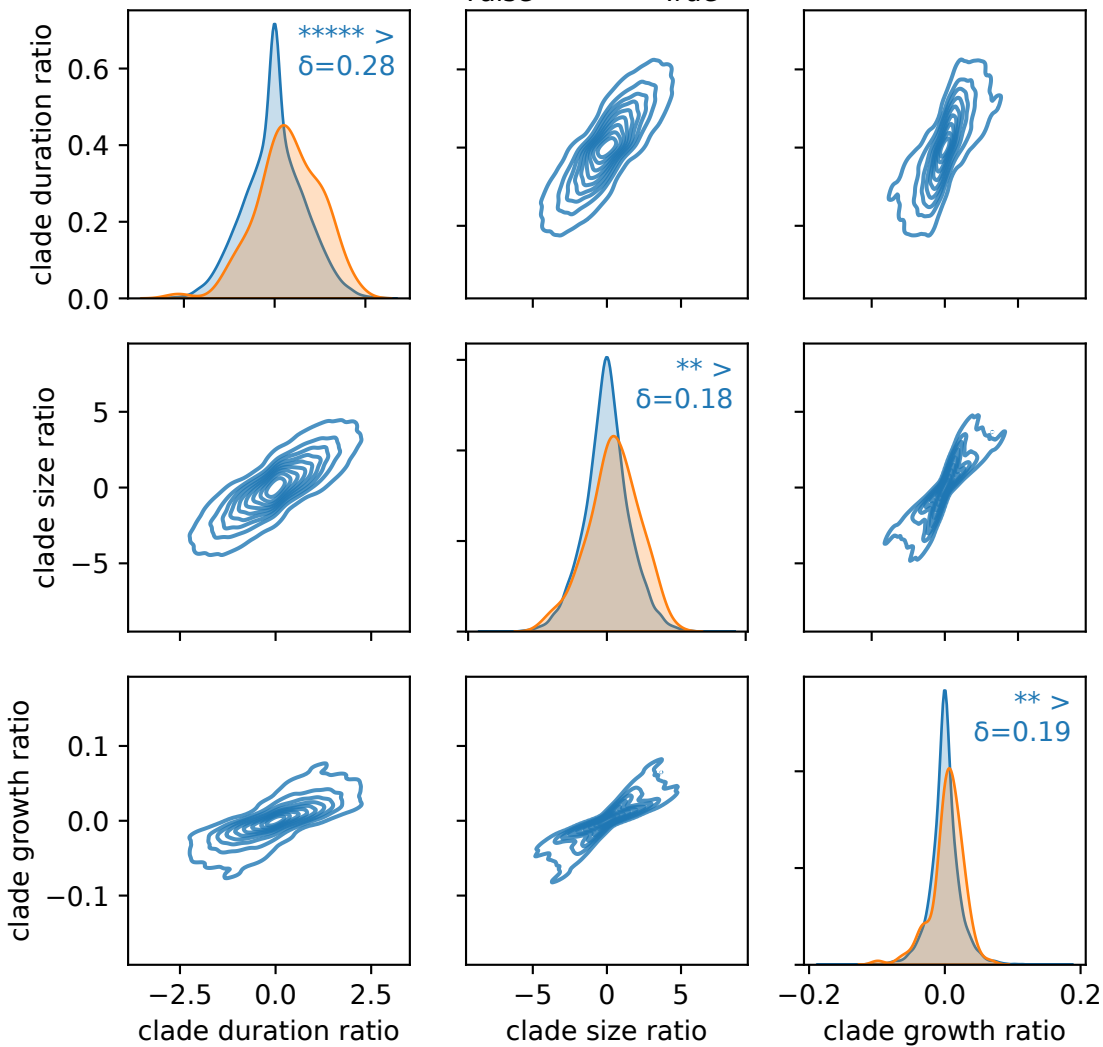 ***** >
δ=0.28
clade duration ratio
0.6
0.4
0.2
0.0
** >
δ=0.18
clade size ratio
5
0
−5
** >
δ=0.19
clade growth ratio
0.1
0.0
−0.1
−2.5 0.0 2.5
−5 0 5
−0.2 0.0 0.2
clade duration ratio
clade size ratio
clade growth ratio